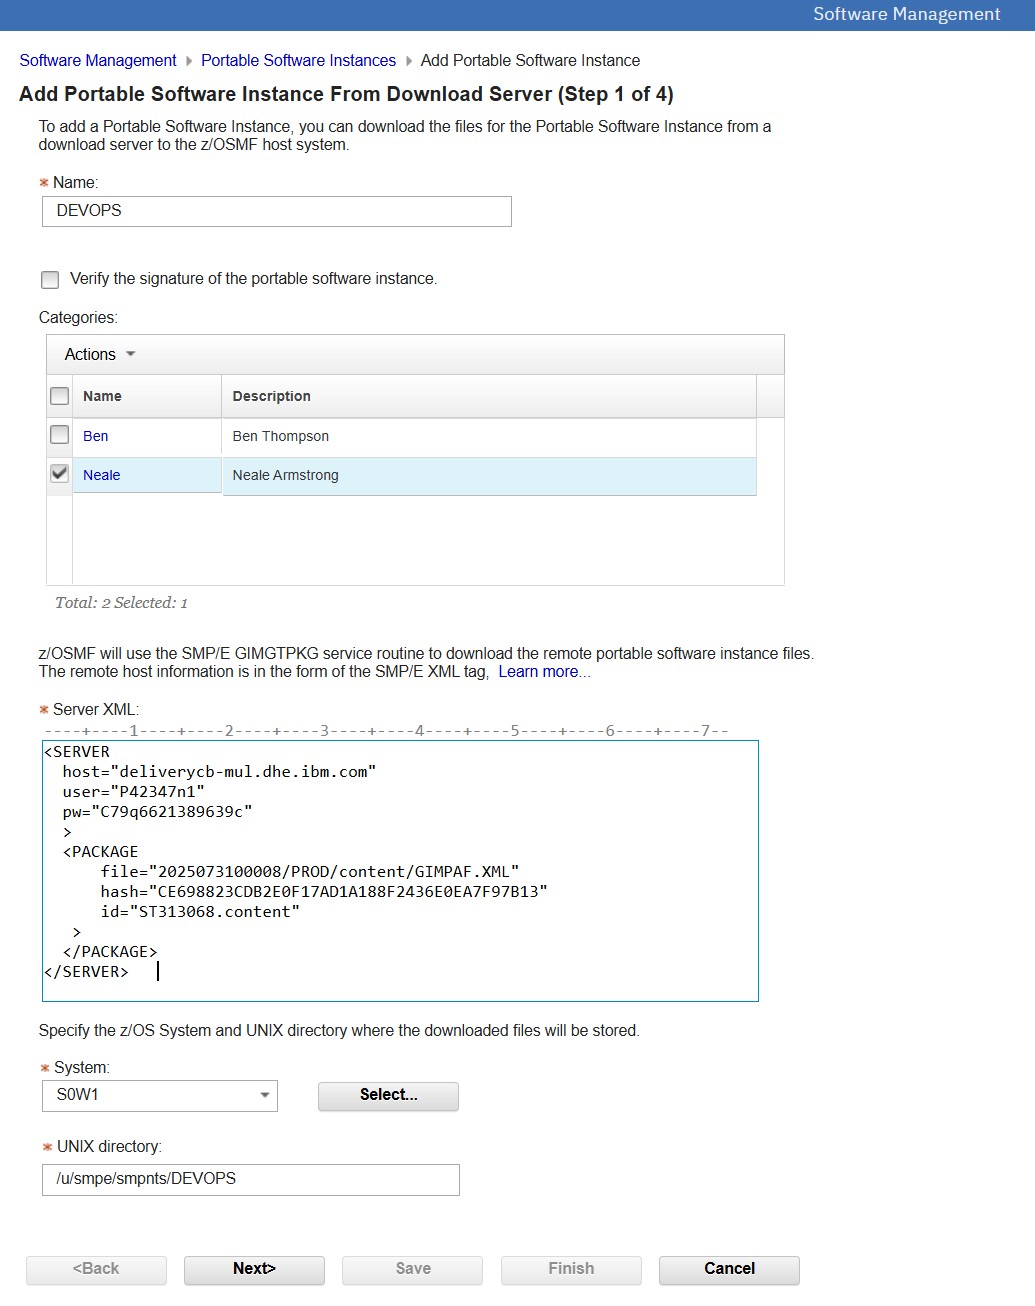 Software Management
Software Management Portable Software Instances Add Portable Software Instance
Add Portable Software Instance From Download Server (Step 1 of 4)
To add a Portable Software Instance, you can download the files for the Portable Software Instance from a
download server to the z/OSMF host system.
* Name:
DEVOPS
Verify the signature of the portable software instance.
Categories:
Actions
Name Description
Ben Ben Thompson
Neale Neale Armstrong
Total: 2 Selected: 1
z/OSMF will use the SMP/E GIMGTPKG service routine to download the remote portable software instance files.
The remote host information is in the form of the SMP/E XML tag, Learn more...
* Server XML:
----+----1----+----2----+----3----+----4----+----5----+----6----+----7--
<SERVER
  host="deliverycb-mul.dhe.ibm.com"
  user="P42347n1"
  pw="C79q6621389639c"
  >
  <PACKAGE
      file="2025073100008/PROD/content/GIMPAF.XML"
      hash="CE698823CDB2E0F17AD1A188F2436E0EA7F97B13"
      id="ST313068.content"
   >
  </PACKAGE>
</SERVER>
Specify the z/OS System and UNIX directory where the downloaded files will be stored.
* System:
S0W1 Select...
* UNIX directory:
/u/smpe/smpnts/DEVOPS
<Back Next> Save Finish Cancel